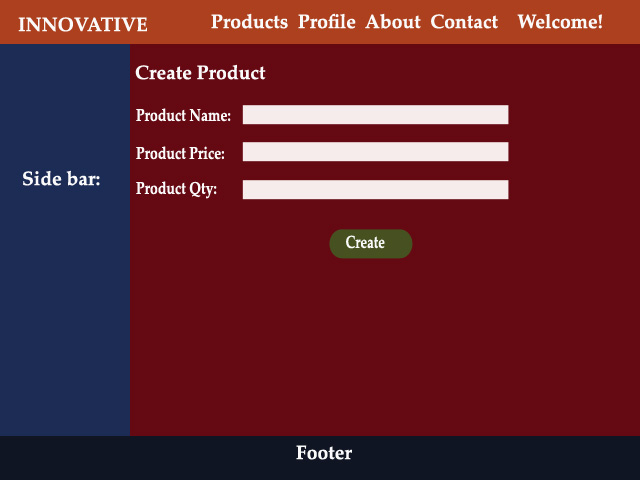 INNOVATIVE Products Profile About Contact Welcome!
Create Product
Product Name:
Product Price:
Side bar:
Product Qty:
Create
Footer